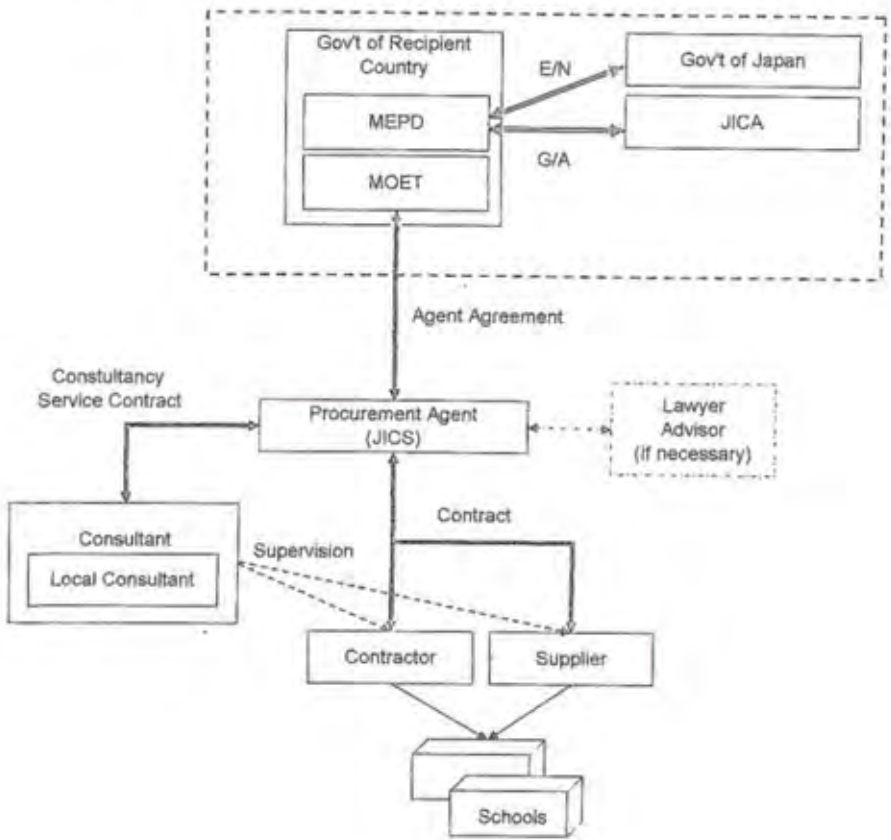 Gov't of Recipient
Country
E/N
Gov't of Japan
MEPD
JICA
G/A
MOET
Agent Agreement
Constultancy
Service Contract
Procurement Agent
(JICS)
Lawyer
Advisor
(if necessary)
Contract
Consultant
Supervision
Local Consultant
Contractor
Supplier
Schools